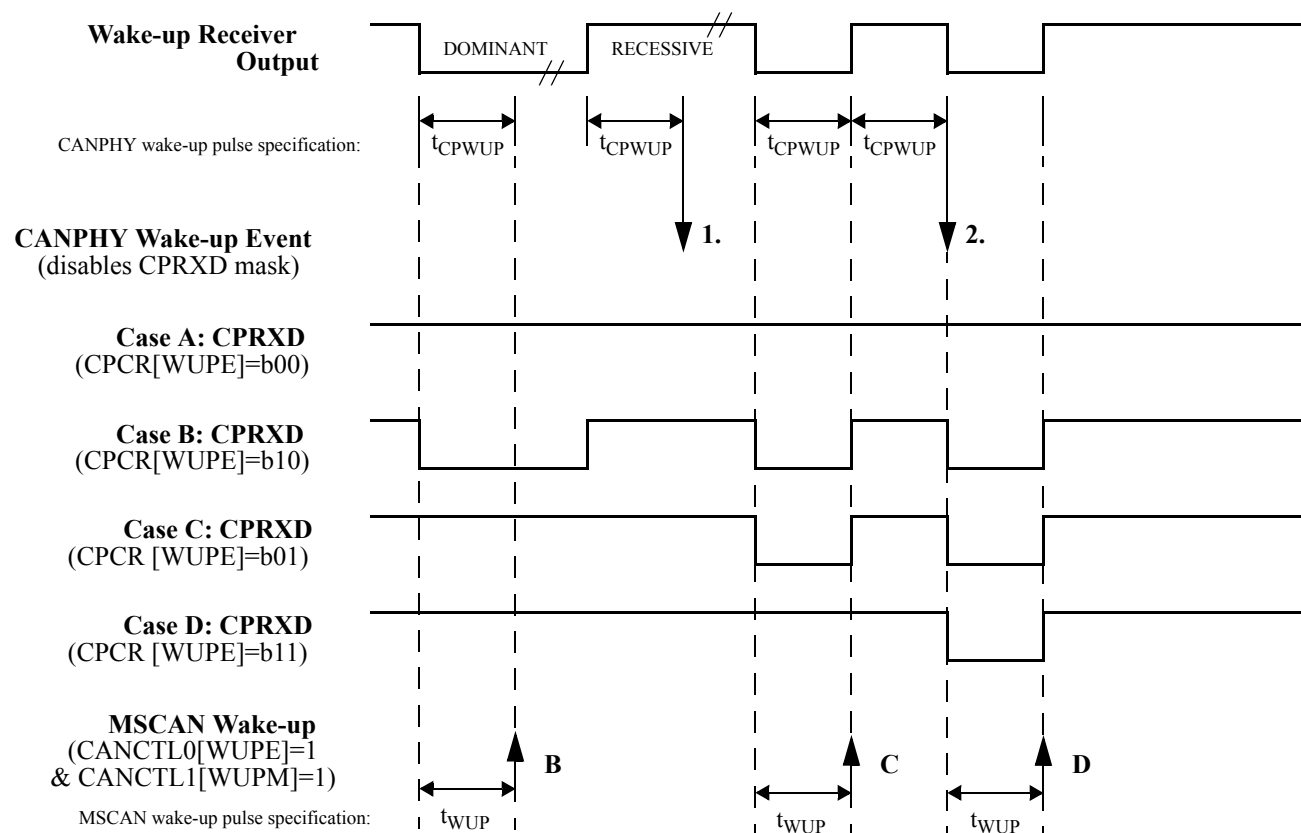 Wake-up Receiver
Output
DOMINANT
RECESSIVE
CANPHY wake-up pulse specification:
tCPWUP
tCPWUP
tCPWUP
tCPWUP
CANPHY Wake-up Event
(disables CPRXD mask)
1.
2.
Case A: CPRXD
(CPCR[WUPE]=b00)
Case B: CPRXD
(CPCR[WUPE]=b10)
Case C: CPRXD
(CPCR [WUPE]=b01)
Case D: CPRXD
(CPCR [WUPE]=b11)
MSCAN Wake-up
(CANCTL0[WUPE]=1
& CANCTL1[WUPM]=1)
B
C
D
MSCAN wake-up pulse specification:
tWUP
tWUP
tWUP